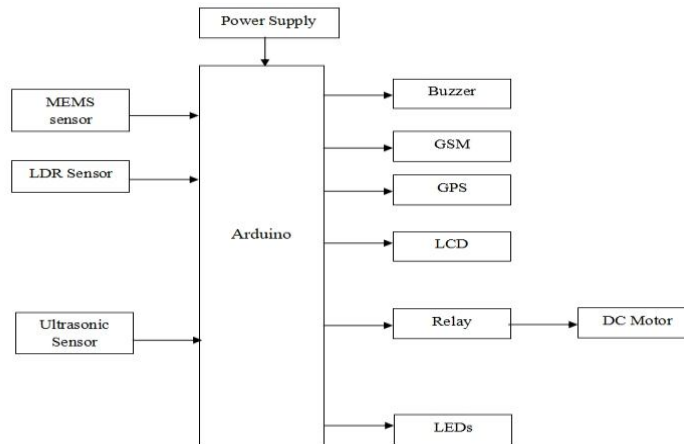 Power Supply
MEMS
sensor
LDR Sensor
Ultrasonic
Sensor
Arduino
Buzzer
GSM
GPS
LCD
Relay
DC Motor
LEDs